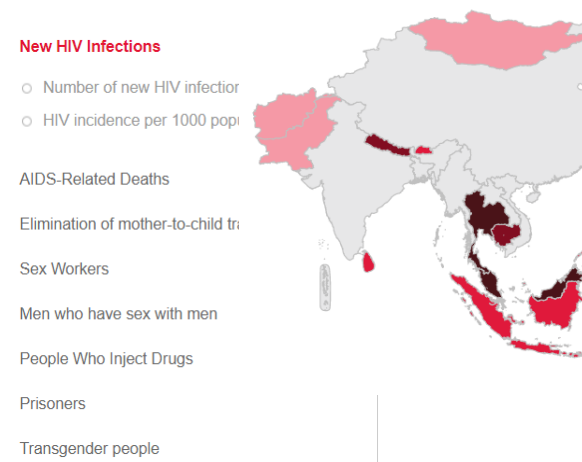 New HIV Infections
Number of new HIV infection
HIV incidence per 1000 popu
AIDS-Related Deaths
Elimination of mother-to-child tra
Sex Workers
Men who have sex with men
People Who Inject Drugs
Prisoners
Transgender people